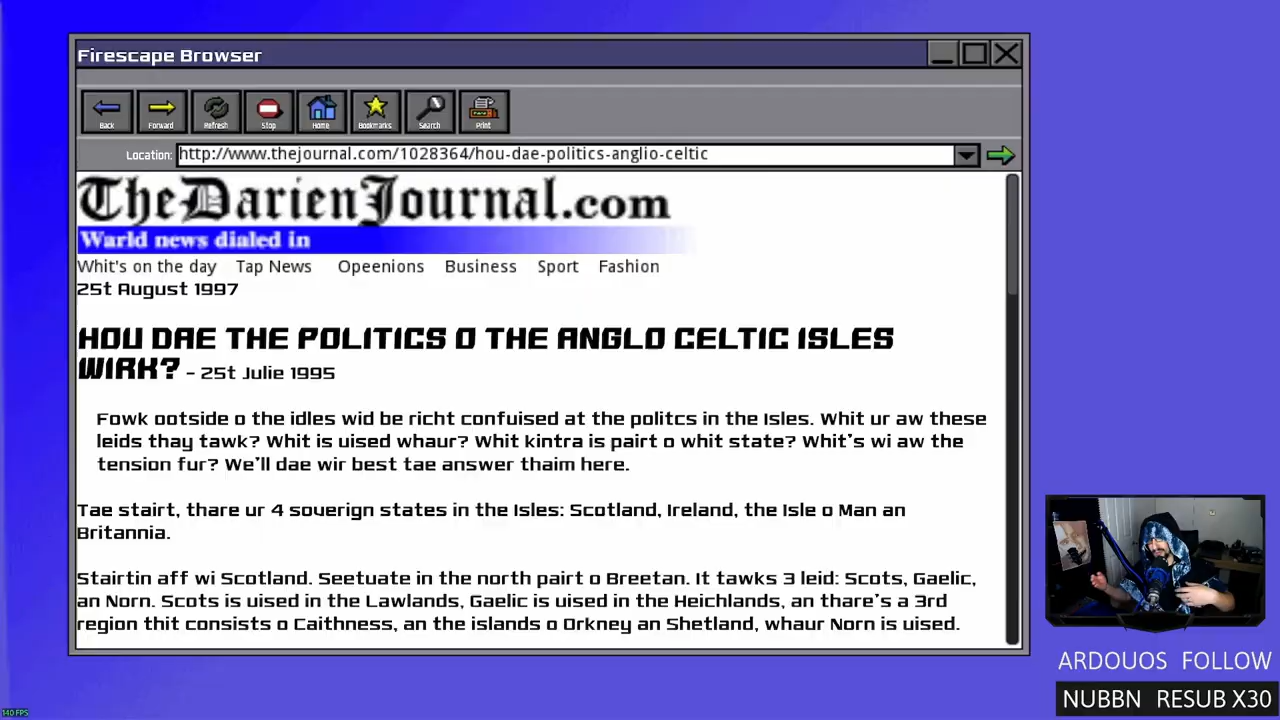 Firescape Browser
Back Forward Refresh Stop Home Bookmarks Search Print
Location: http://www.thejournal.com/1028364/hou-dae-politics-anglio-celtic
TheDarienJournal.com
Warld news dialed in
Whit's on the day Tap News Opeenions Business Sport Fashion
25t August 1997
HOU DAE THE POLITICS O THE ANGLO CELTIC ISLES
WIRK? - 25t Julie 1995
Fowk ootside o the idles wid be richt confuised at the politcs in the Isles. Whit ur aw these
leids thay tawk? Whit is uised whaur? Whit kintra is pairt o whit state? Whit's wi aw the
tension fur? We'll dae wir best tae answer thaim here.
Tae stairt, thare ur 4 soverign states in the Isles: Scotland, Ireland, the Isle o Man an
Britannia.
Stairtin aff wi Scotland. Seetuate in the north pairt o Breetan. It tawks 3 leid: Scots, Gaelic,
an Norn. Scots is uised in the Lawlands, Gaelic is uised in the Heichlands, an thare's a 3rd
region thit consists o Caithness, an the islands o Orkney an Shetland, whaur Norn is uised.
ARDOUOS FOLLOW
NUBBN RESUB X30
140 FPS